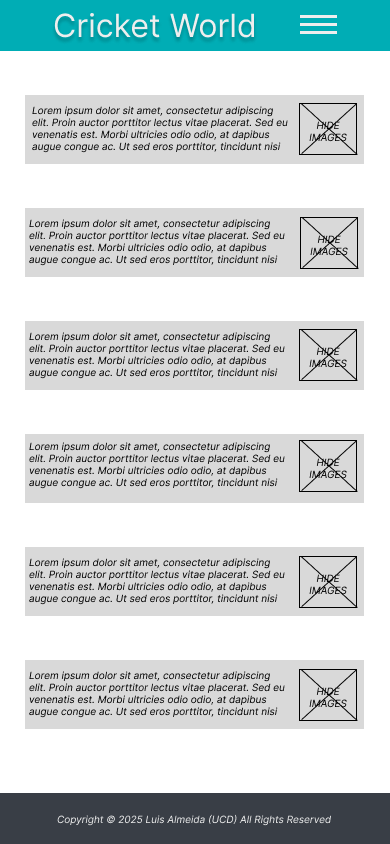 Cricket World
Lorem ipsum dolor sit amet, consectetur adipiscing
elit. Proin auctor porttitor lectus vitae placerat. Sed eu
venenatis est. Morbi ultricies odio odio, at dapibus
augue congue ac. Ut sed eros porttitor, tincidunt nisi
HIDE
IMAGES
Lorem ipsum dolor sit amet, consectetur adipiscing
elit. Proin auctor porttitor lectus vitae placerat. Sed eu
venenatis est. Morbi ultricies odio odio, at dapibus
augue congue ac. Ut sed eros porttitor, tincidunt nisi
HIDE
IMAGES
Lorem ipsum dolor sit amet, consectetur adipiscing
elit. Proin auctor porttitor lectus vitae placerat. Sed eu
venenatis est. Morbi ultricies odio odio, at dapibus
augue congue ac. Ut sed eros porttitor, tincidunt nisi
HIDE
IMAGES
Lorem ipsum dolor sit amet, consectetur adipiscing
elit. Proin auctor porttitor lectus vitae placerat. Sed eu
venenatis est. Morbi ultricies odio odio, at dapibus
augue congue ac. Ut sed eros porttitor, tincidunt nisi
HIDE
IMAGES
Lorem ipsum dolor sit amet, consectetur adipiscing
elit. Proin auctor porttitor lectus vitae placerat. Sed eu
venenatis est. Morbi ultricies odio odio, at dapibus
augue congue ac. Ut sed eros porttitor, tincidunt nisi
HIDE
IMAGES
Lorem ipsum dolor sit amet, consectetur adipiscing
elit. Proin auctor porttitor lectus vitae placerat. Sed eu
venenatis est. Morbi ultricies odio odio, at dapibus
augue congue ac. Ut sed eros porttitor, tincidunt nisi
HIDE
IMAGES
Copyright © 2025 Luis Almeida (UCD) All Rights Reserved